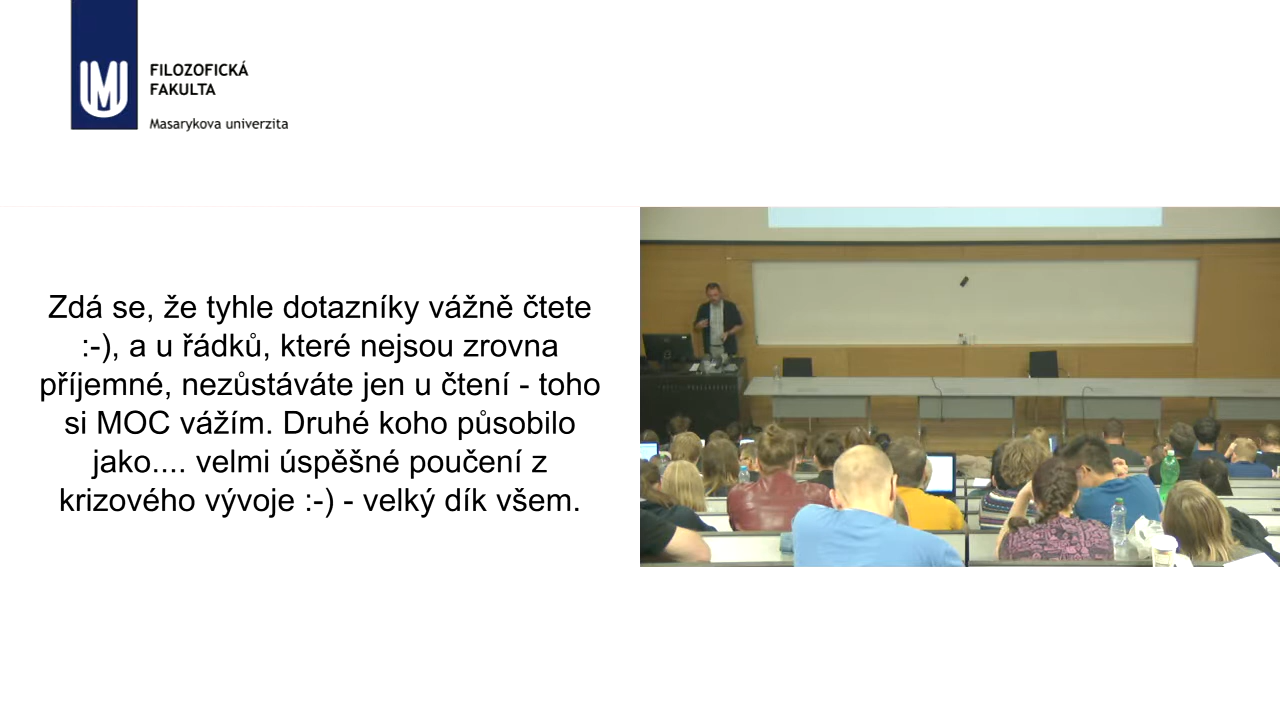 FILOZOFICKÁ
FAKULTA
Masarykova univerzita
Zdá se, že tyhle dotazníky vážně čtete
:-), a u řádků, které nejsou zrovna
příjemné, nezůstáváte jen u čtení - toho
si MOC vážím. Druhé koho působilo
jako.... velmi úspěšné poučení z
krizového vývoje :-) - velký dík všem.